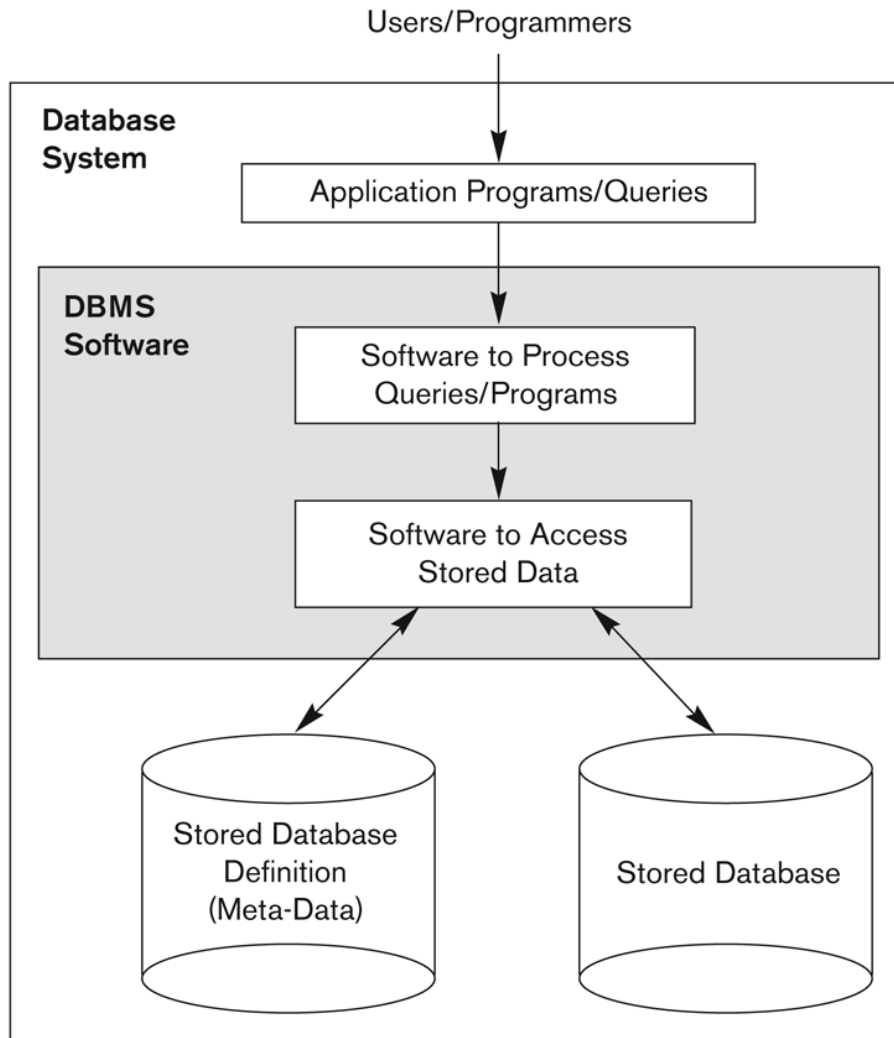 Users/Programmers
Database
System
Application Programs/Queries
DBMS
Software
Software to Process
Queries/Programs
Software to Access
Stored Data
Stored Database
Definition
(Meta-Data)
Stored Database